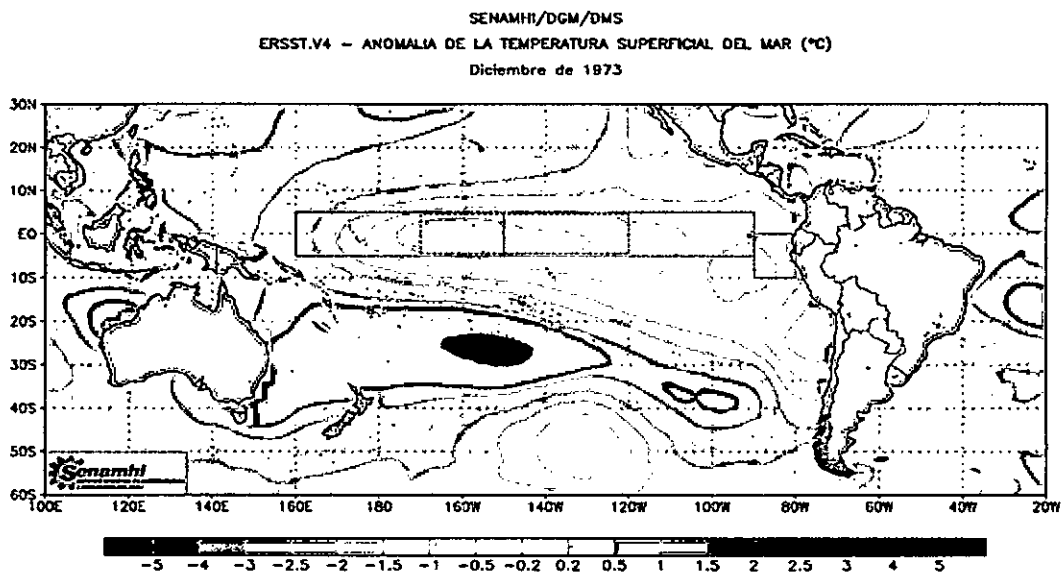 SENAMHI/DGM/DMS
ERSST.V4 - ANOMALIA DE LA TEMPERATURA SUPERFICIAL DEL MAR (°C)
Diciembre de 1973
30N
20N
10N
EQ
10S
20S
30S
40S
50S
60S
Senamhi
100E 120E 140E 160E 180 160W 140W 120W 100W 80W 60W 40W 20W
-5 -4 -3 -2.5 -2 -1.5 -1 -0.5 -0.2 0.2 0.5 1 1.5 2 2.5 3 4 5